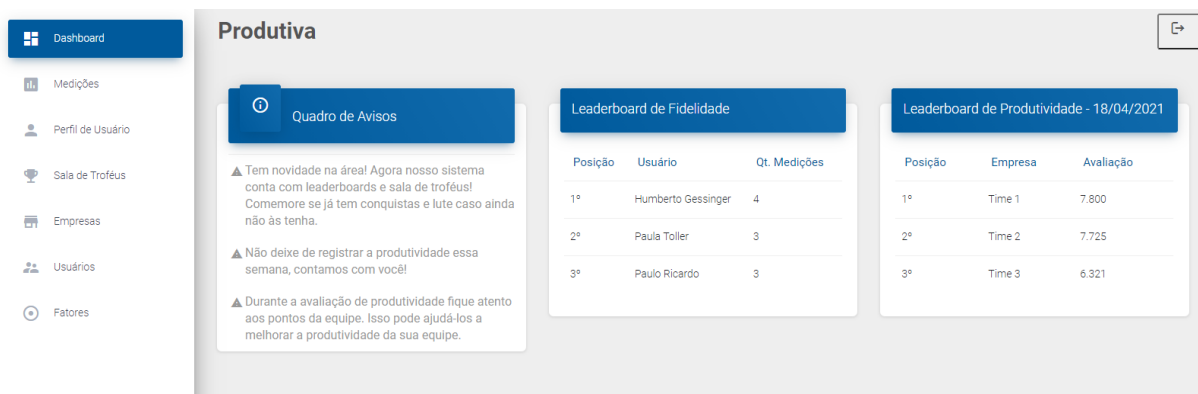 Produtiva
Dashboard
Medições
Perfil de Usuário
Sala de Troféus
Empresas
Usuários
Fatores
Quadro de Avisos
Tem novidade na área! Agora nosso sistema
conta com leaderboards e sala de troféus!
Comemore se já tem conquistas e lute caso ainda
não às tenha.
Não deixe de registrar a produtividade essa
semana, contamos com você!
Durante a avaliação de produtividade fique atento
aos pontos da equipe. Isso pode ajudá-los a
melhorar a produtividade da sua equipe.
Leaderboard de Fidelidade
Posição Usuário Qt. Medições
1º Humberto Gessinger 4
2º Paula Toller 3
3º Paulo Ricardo 3
Leaderboard de Produtividade - 18/04/2021
Posição Empresa Avaliação
1º Time 1 7.800
2º Time 2 7.725
3º Time 3 6.321